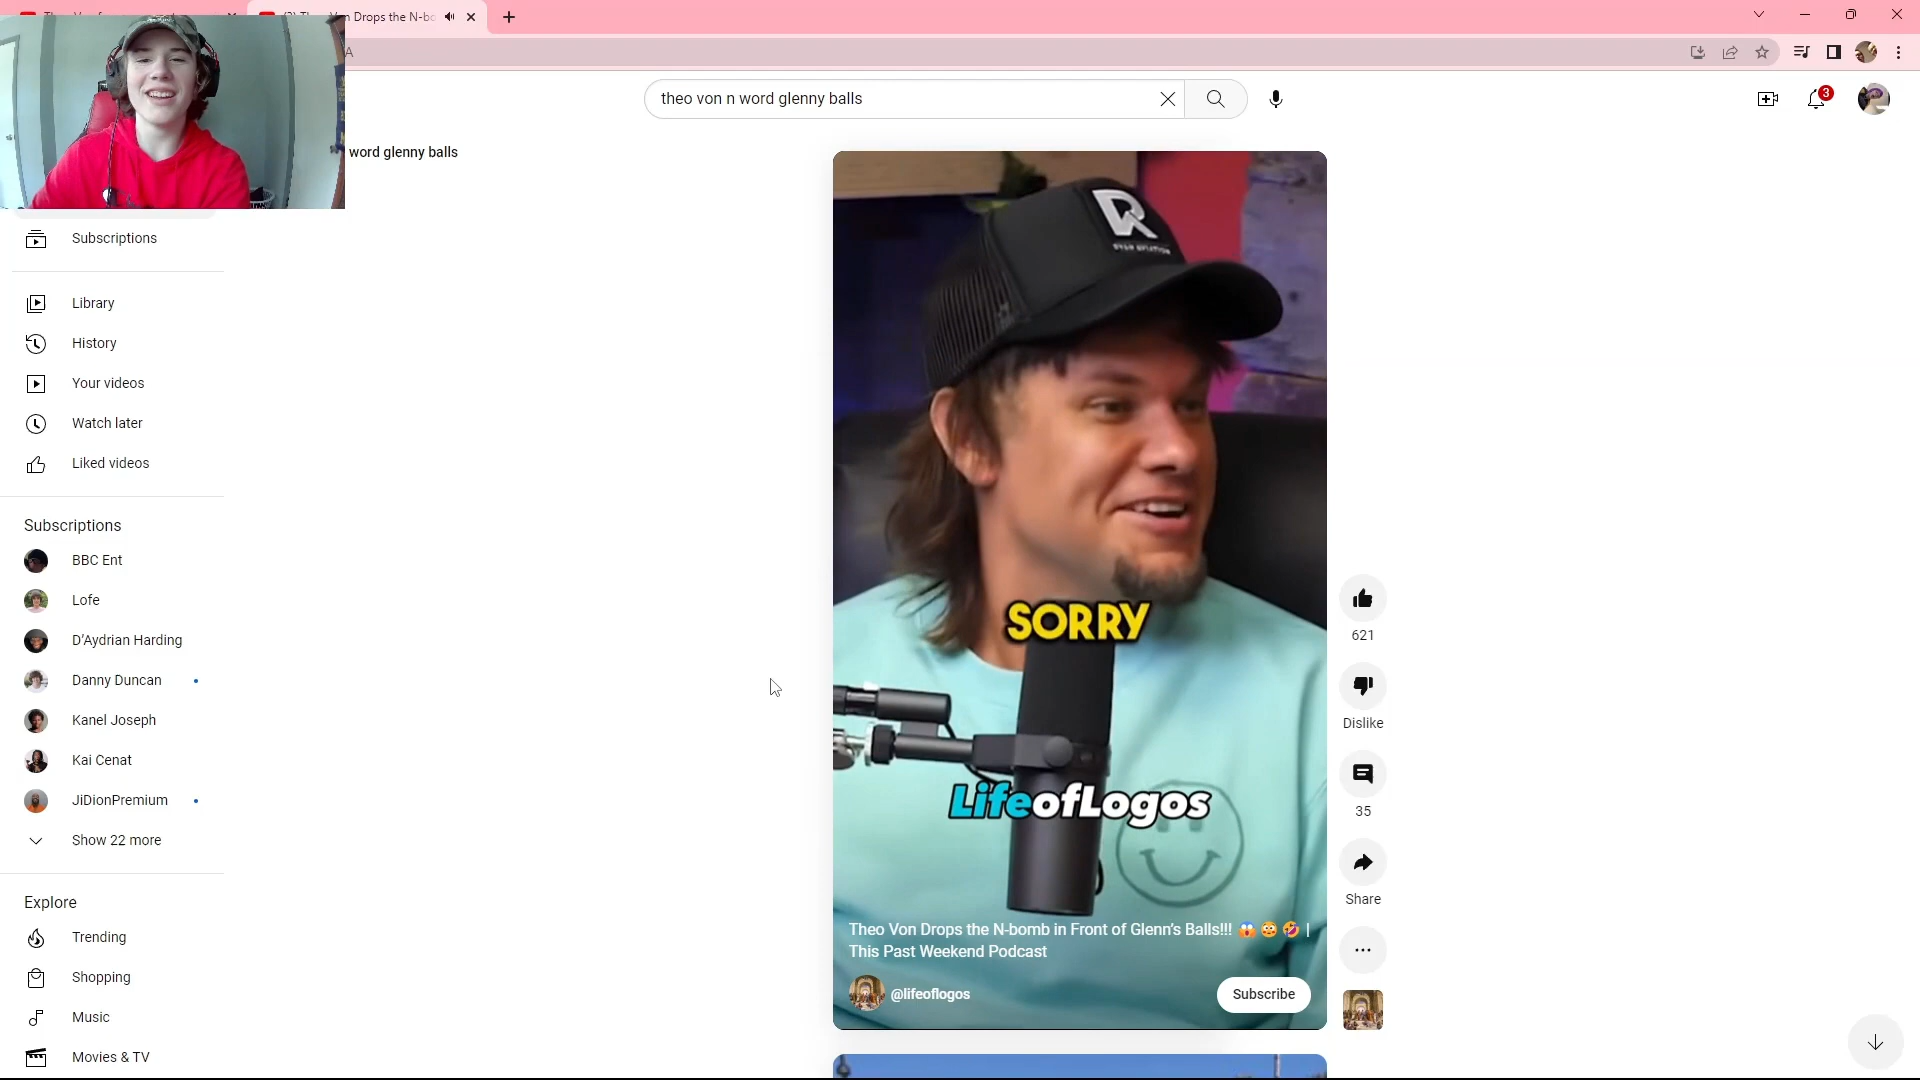 Drops the N-bo
A
theo von n word glenny balls
3
word glenny balls
Subscriptions
Library
History
Your videos
Watch later
Liked videos
Subscriptions
BBC Ent
Lofe
D'Aydrian Harding
Danny Duncan
Kanel Joseph
Kai Cenat
JiDionPremium
Show 22 more
Explore
Trending
Shopping
Music
Movies & TV
R
SORRY
LifeofLogos
Theo Von Drops the N-bomb in Front of Glenn's Balls!!! 😱😳🤣 |
This Past Weekend Podcast
@lifeoflogos
Subscribe
621
Dislike
35
Share